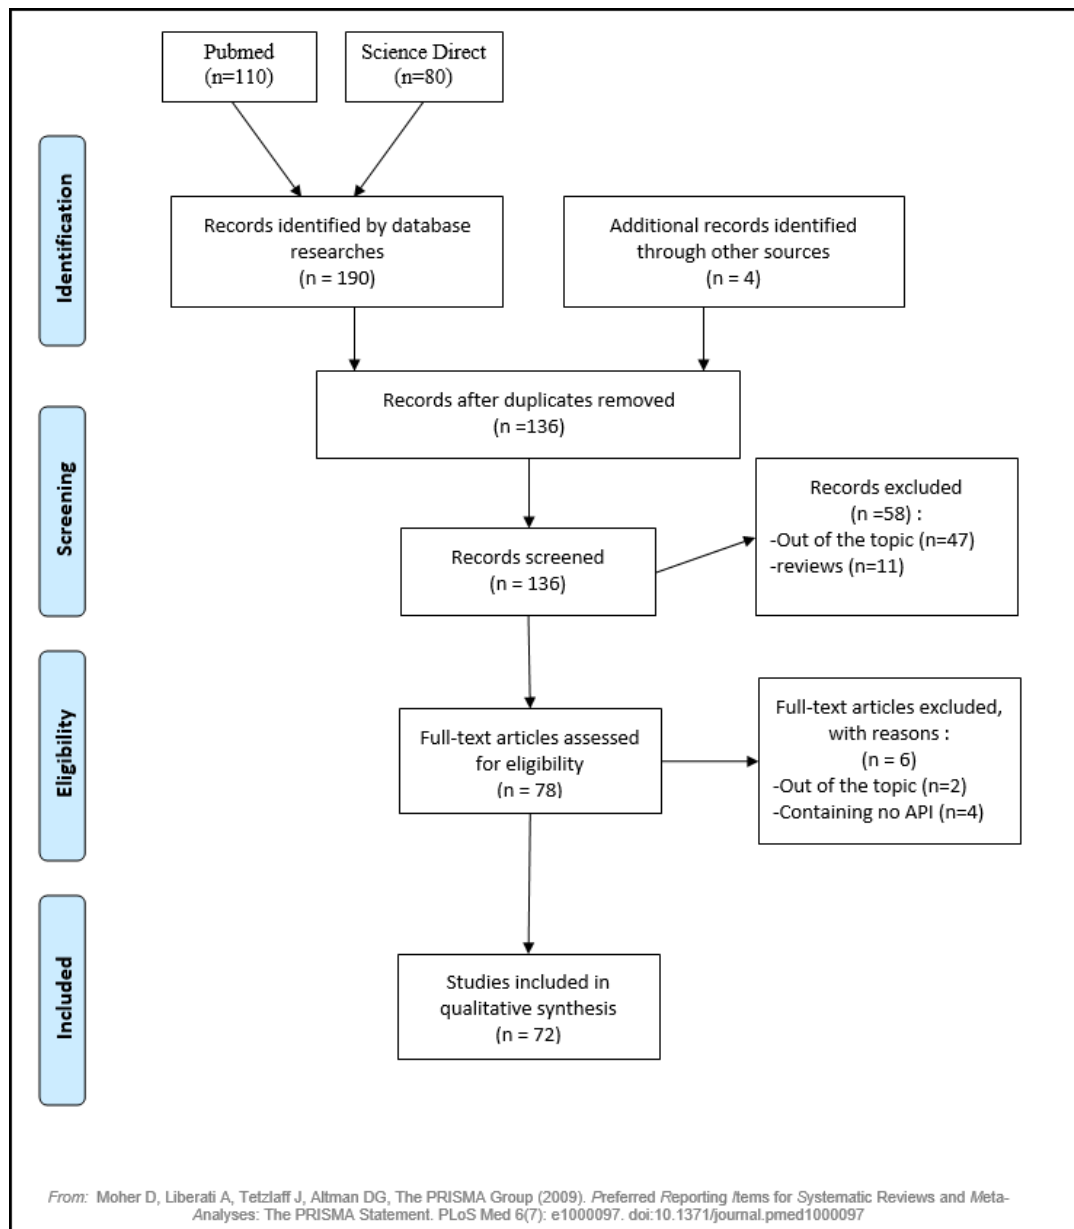 Pubmed
(n=110)
Science Direct
(n=80)
Identification
Records identified by database
researches
(n = 190)
Additional records identified
through other sources
(n = 4)
Records after duplicates removed
(n =136)
Screening
Records screened
(n = 136)
Records excluded
(n =58) :
-Out of the topic (n=47)
-reviews (n=11)
Eligibility
Full-text articles assessed
for eligibility
(n = 78)
Full-text articles excluded,
with reasons :
(n = 6)
-Out of the topic (n=2)
-Containing no API (n=4)
Included
Studies included in
qualitative synthesis
(n = 72)
From: Moher D, Liberati A, Tetzlaff J, Altman DG, The PRISMA Group (2009). Preferred Reporting Items for Systematic Reviews and Meta-
Analyses: The PRISMA Statement. PLoS Med 6(7): e1000097. doi:10.1371/journal.pmed1000097